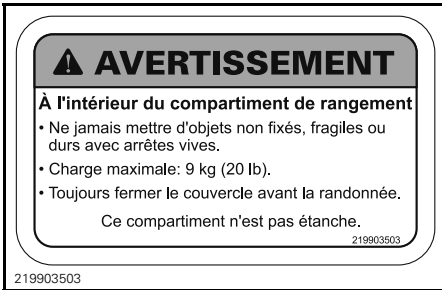 AVERTISSEMENT
À l'intérieur du compartiment de rangement
• Ne jamais mettre d'objets non fixés, fragiles ou
durs avec arrêtes vives.
• Charge maximale: 9 kg (20 lb).
• Toujours fermer le couvercle avant la randonnée.
Ce compartiment n'est pas étanche.
219903503
219903503